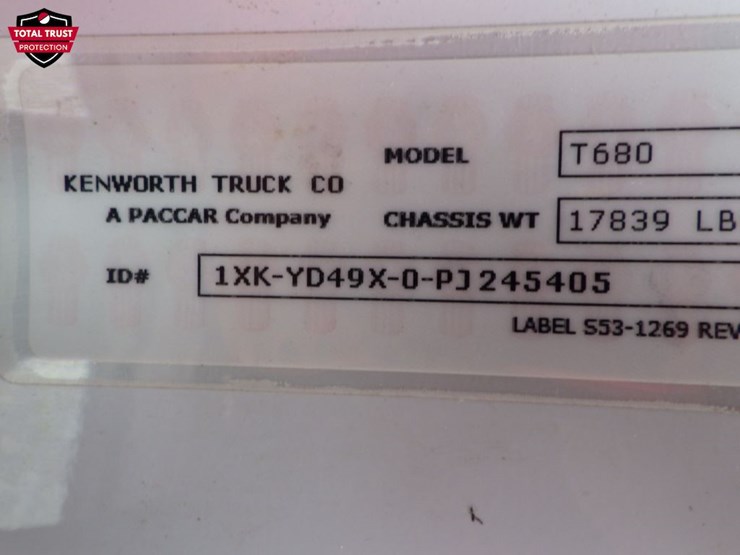 TOTAL TRUST
PROTECTION
MODEL T680
KENWORTH TRUCK CO
A PACCAR Company
CHASSIS WT 17839 LB
ID# 1XK-YD49X-0-PJ245405
LABEL S53-1269 REV